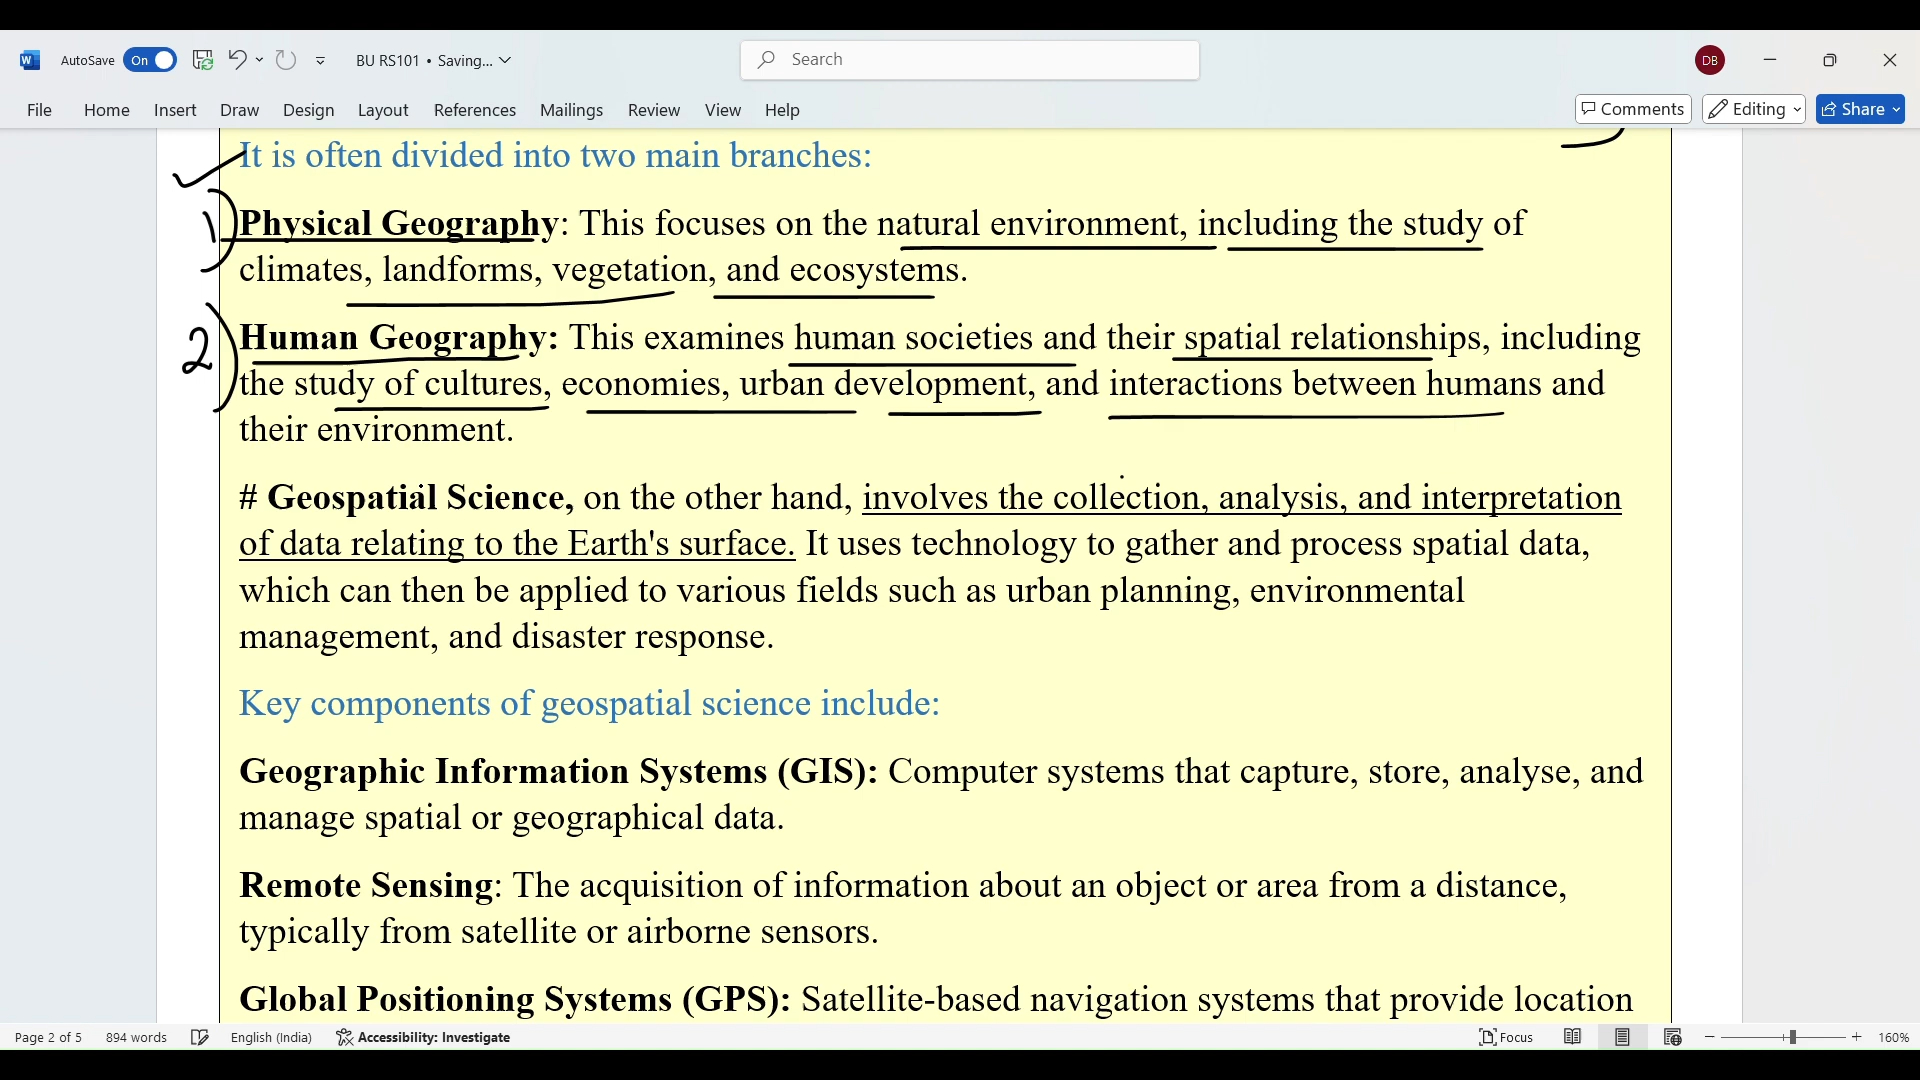 AutoSave On BU RS101 • Saving... Search DB
File Home Insert Draw Design Layout References Mailings Review View Help Comments Editing Share
It is often divided into two main branches:
1) Physical Geography: This focuses on the natural environment, including the study of
climates, landforms, vegetation, and ecosystems.
2) Human Geography: This examines human societies and their spatial relationships, including
the study of cultures, economies, urban development, and interactions between humans and
their environment.
# Geospatial Science, on the other hand, involves the collection, analysis, and interpretation
of data relating to the Earth's surface. It uses technology to gather and process spatial data,
which can then be applied to various fields such as urban planning, environmental
management, and disaster response.
Key components of geospatial science include:
Geographic Information Systems (GIS): Computer systems that capture, store, analyse, and
manage spatial or geographical data.
Remote Sensing: The acquisition of information about an object or area from a distance,
typically from satellite or airborne sensors.
Global Positioning Systems (GPS): Satellite-based navigation systems that provide location
Page 2 of 5 894 words English (India) Accessibility: Investigate Focus 160%